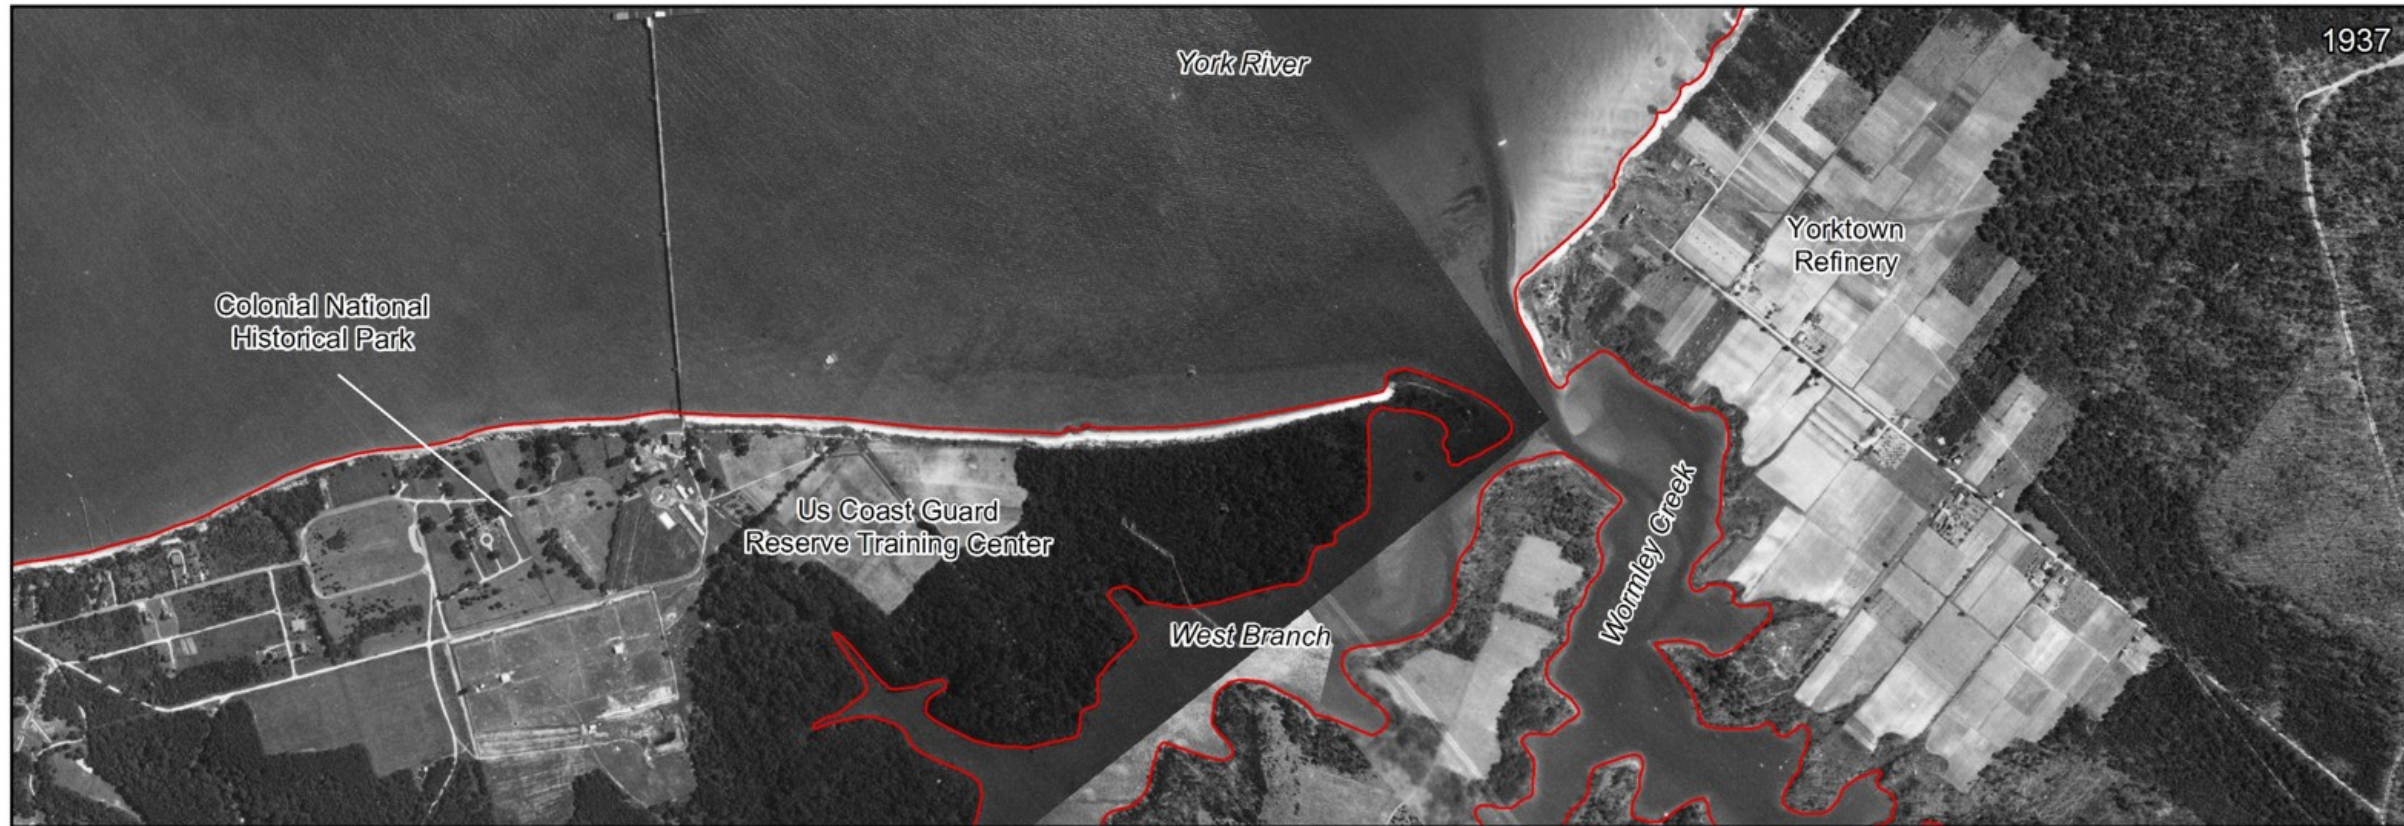 1937
York River
Yorktown
Refinery
Colonial National
Historical Park
Us Coast Guard
Reserve Training Center
Wormley Creek
West Branch